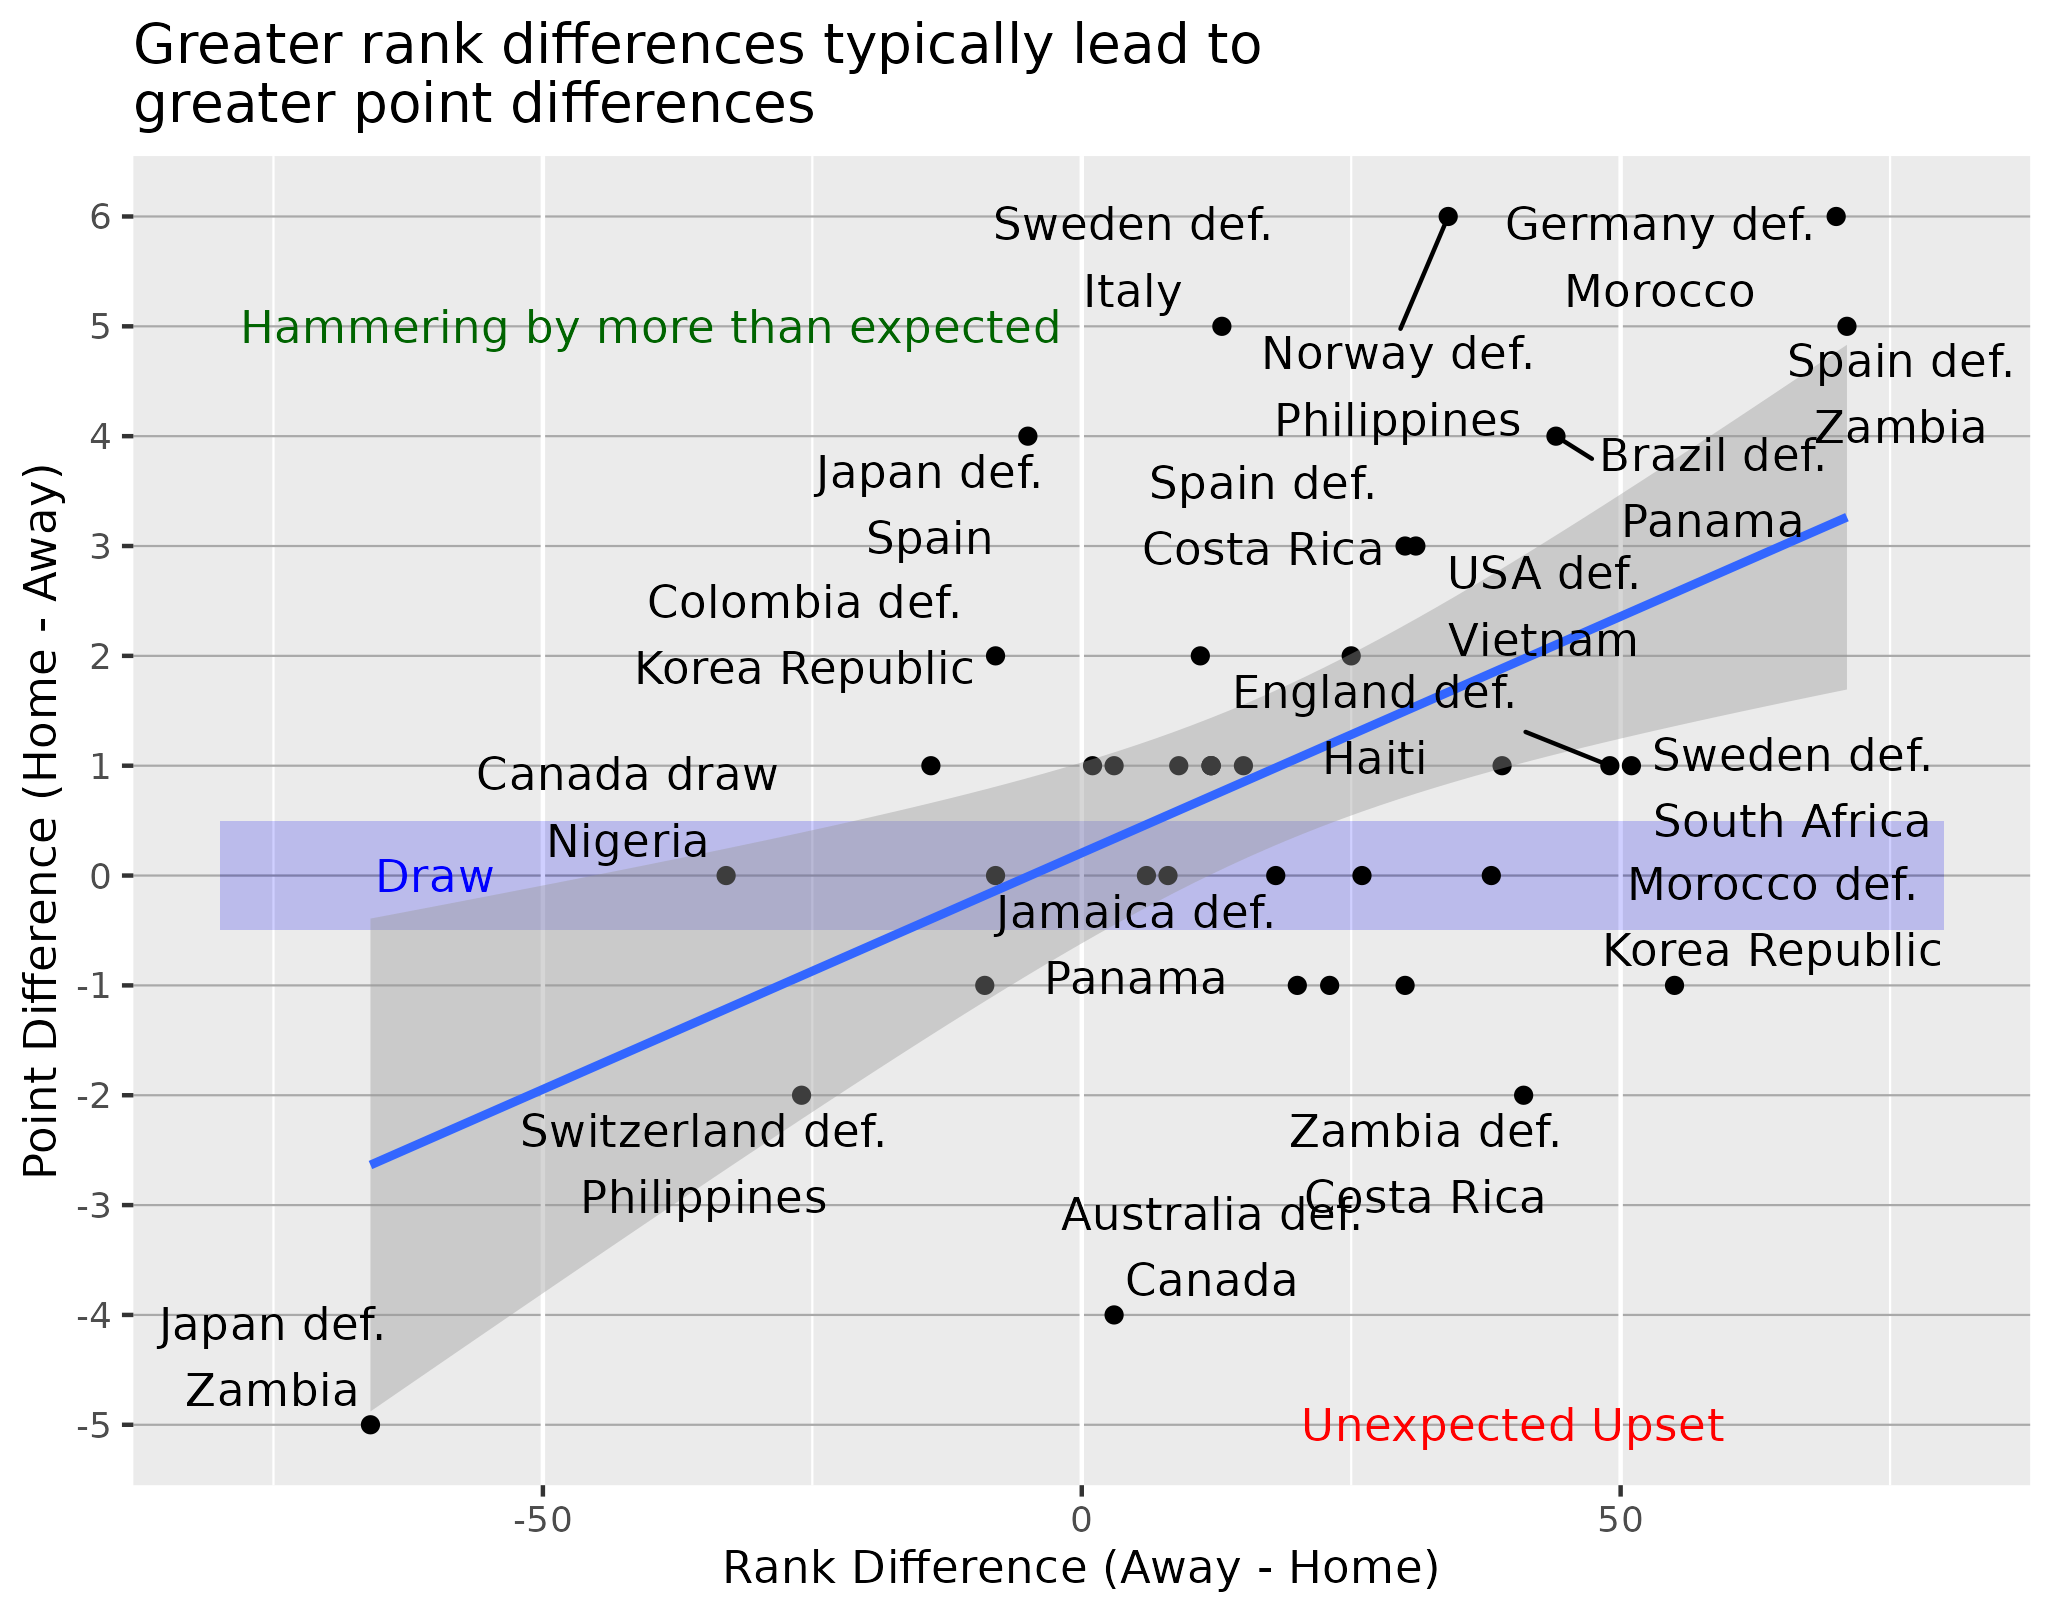 Greater rank differences typically lead to
greater point differences
Point Difference (Home - Away)
6
5
4
3
2
1
0
-1
-2
-3
-4
-5
Sweden def.
Italy
Germany def.
Morocco
Hammering by more than expected
Norway def.
Philippines
Spain def.
Zambia
Japan def.
Spain
Spain def.
Costa Rica
Brazil def.
Panama
USA def.
Vietnam
Colombia def.
Korea Republic
England def.
Haiti
Canada draw
Nigeria
Sweden def.
South Africa
Draw
Jamaica def.
Panama
Morocco def.
Korea Republic
Switzerland def.
Philippines
Zambia def.
Costa Rica
Australia def.
Canada
Japan def.
Zambia
Unexpected Upset
-50
0
50
Rank Difference (Away - Home)